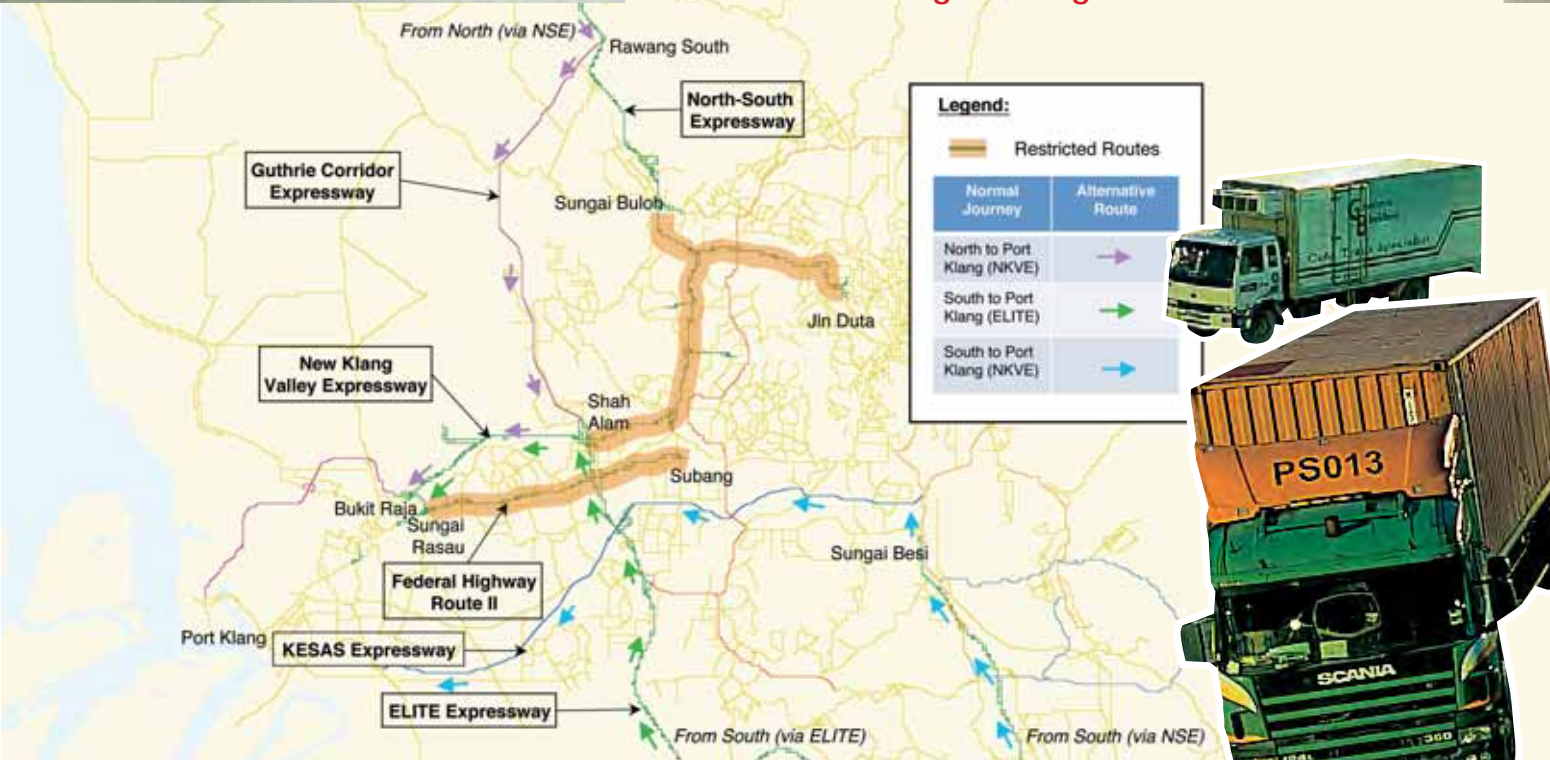 From North (via NSE)
Rawang South
North-South
Expressway
Guthrie Corridor
Expressway
Sungai Buloh
Jln Duta
New Klang
Valley Expressway
Shah
Alam
Subang
Bukit Raja
Sungai
Rasau
Sungai Besi
Federal Highway
Route II
Port Klang
KESAS Expressway
ELITE Expressway
From South (via ELITE)
From South (via NSE)
Legend:
Restricted Routes
Normal
Journey
Alternative
Route
North to Port
Klang (NKVE)
South to Port
Klang (ELITE)
South to Port
Klang (NKVE)
PS013
SCANIA
360